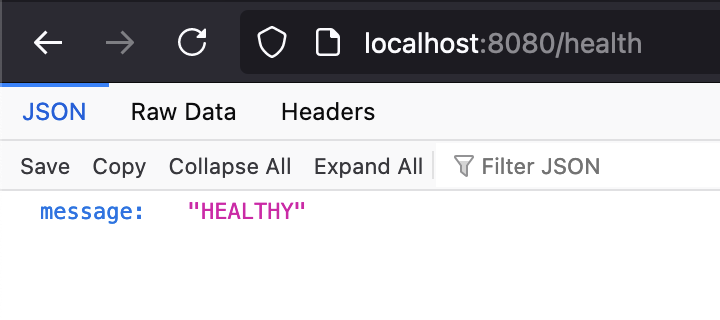 localhost:8080/health
JSON Raw Data Headers
Save Copy Collapse All Expand All Filter JSON
message: "HEALTHY"